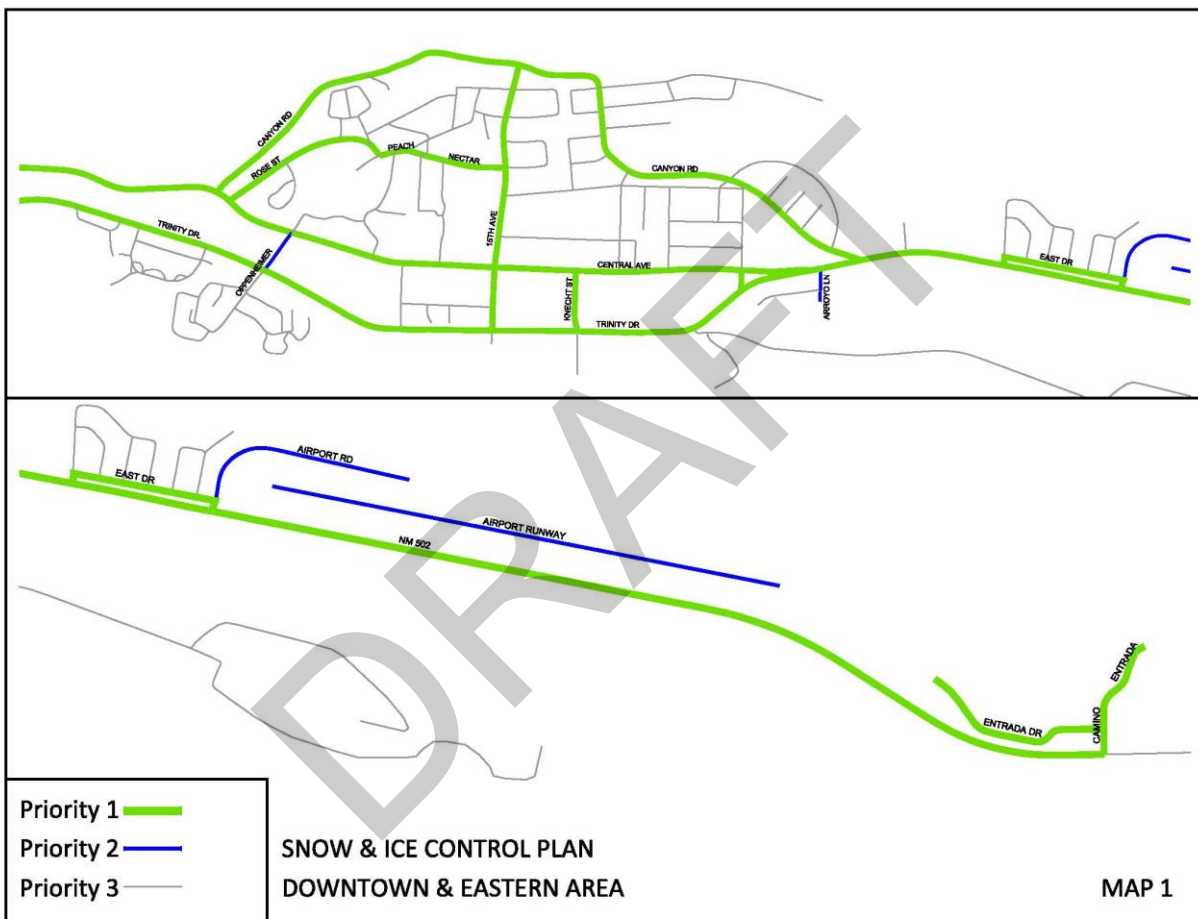 CANYON RD
ROSE ST
PEACH
NECTAR
CANYON RD
15TH AVE
TRINITY DR.
OPPENHEIMER
CENTRAL AVE
KNECHT ST
TRINITY DR
ARROYO LN
EAST DR
DRAFT
EAST DR
AIRPORT RD
AIRPORT RUNWAY
NM 502
ENTRADA
CAMINO
ENTRADA DR
Priority 1
Priority 2
Priority 3
SNOW & ICE CONTROL PLAN
DOWNTOWN & EASTERN AREA
MAP 1